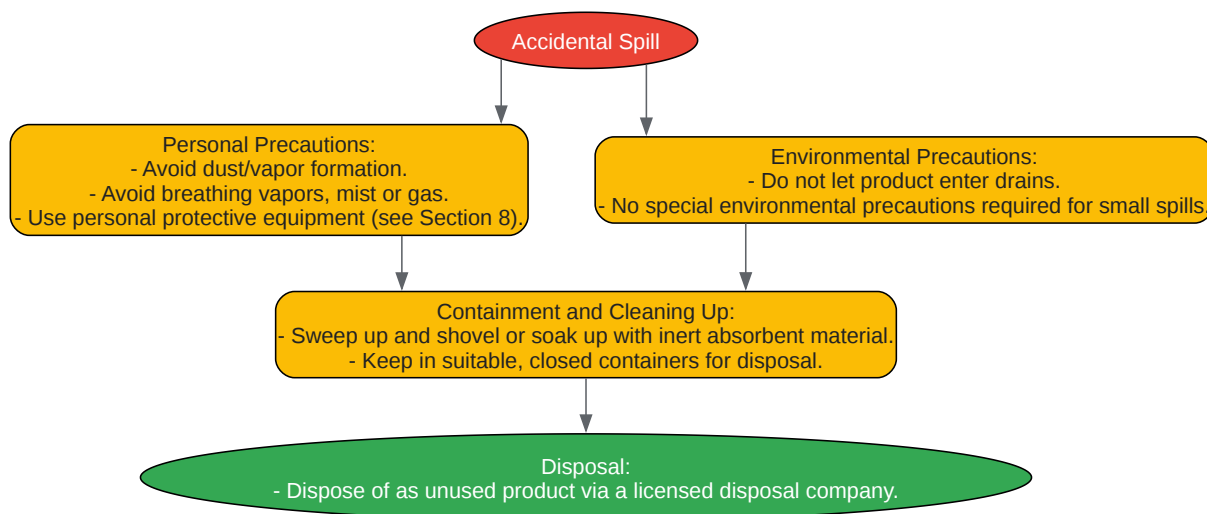 Accidental Spill
Personal Precautions:
- Avoid dust/vapor formation.
- Avoid breathing vapors, mist or gas.
- Use personal protective equipment (see Section 8).
Environmental Precautions:
- Do not let product enter drains.
- No special environmental precautions required for small spills.
Containment and Cleaning Up:
- Sweep up and shovel or soak up with inert absorbent material.
- Keep in suitable, closed containers for disposal.
Disposal:
- Dispose of as unused product via a licensed disposal company.